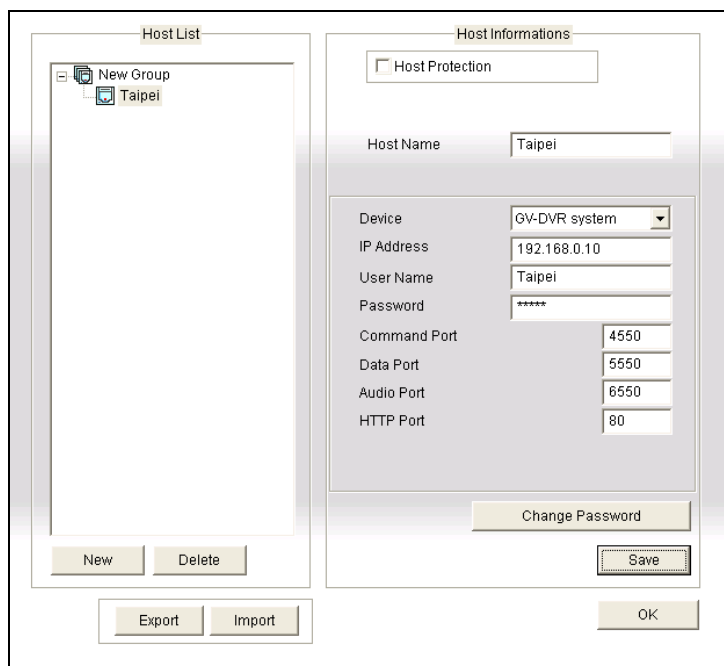 Host List
New Group
Taipei
New
Delete
Export
Import
Host Informations
Host Protection
Host Name
Taipei
Device
GV-DVR system
IP Address
192.168.0.10
User Name
Taipei
Password
*****
Command Port
4550
Data Port
5550
Audio Port
6550
HTTP Port
80
Change Password
Save
OK